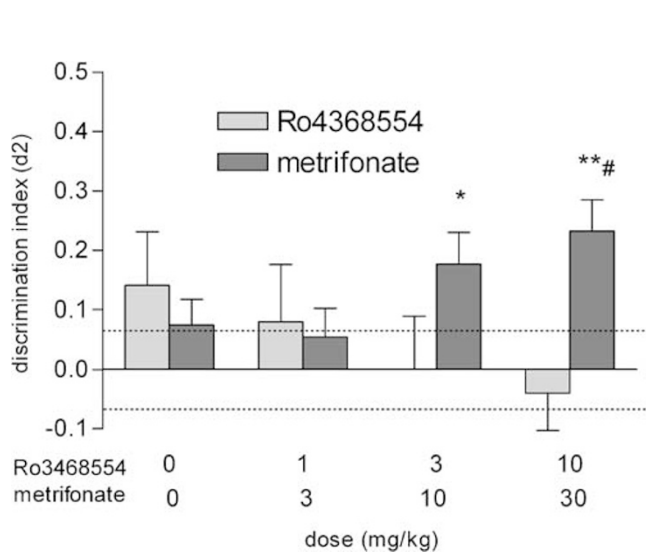 0.5
0.4
0.3
0.2
0.1
0.0
-0.1
discrimination index (d2)
Ro4368554
metrifonate
*
**#
Ro3468554 0 1 3 10
metrifonate 0 3 10 30
dose (mg/kg)